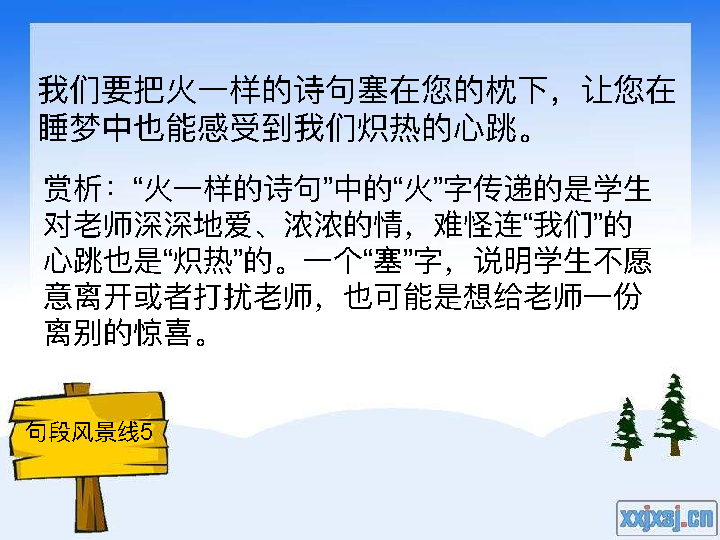 我们要把火一样的诗句塞在您的枕下，让您在
睡梦中也能感受到我们炽热的心跳。
赏析：“火一样的诗句”中的“火”字传递的是学生
对老师深深地爱、浓浓的情，难怪连“我们”的
心跳也是“炽热”的。一个“塞”字，说明学生不愿
意离开或者打扰老师，也可能是想给老师一份
离别的惊喜。
句段风景线5
xxjxsj.cn